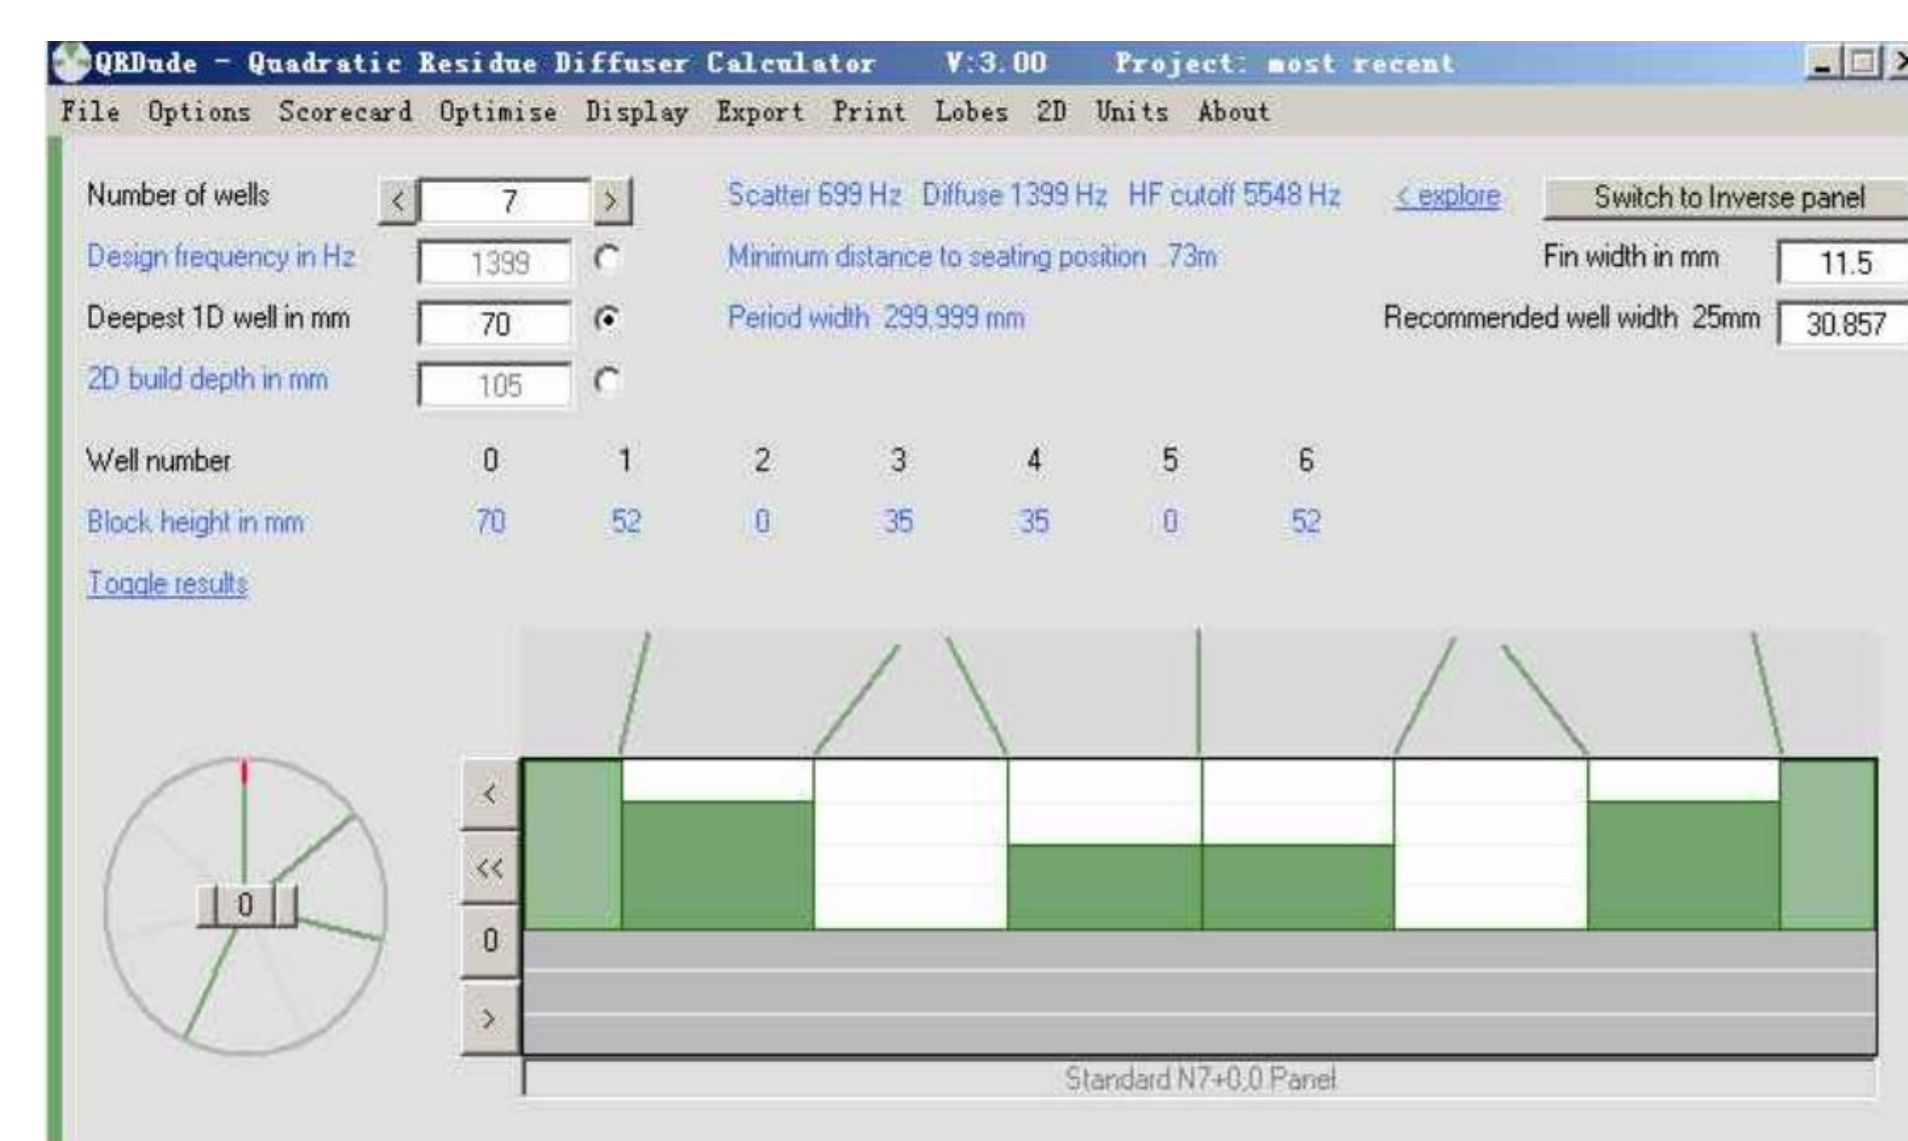 QRDude - Quadratic Residue Diffuser Calculator V:3.00 Project: most recent
File Options Scorecard Optimise Display Export Print Lobes 2D Units About
Number of wells < 7 > Scatter 699 Hz Diffuse 1399 Hz HF cutoff 5548 Hz < explore Switch to Inverse panel
Design frequency in Hz 1399 Minimum distance to seating position .73m Fin width in mm 11.5
Deepest 1D well in mm 70 Period width 299.999 mm Recommended well width 25mm 30.857
2D build depth in mm 105
Well number 0 1 2 3 4 5 6
Block height in mm 70 52 0 35 35 0 52
Toggle results
<
<<
0 0
>
Standard N7+0,0 Panel